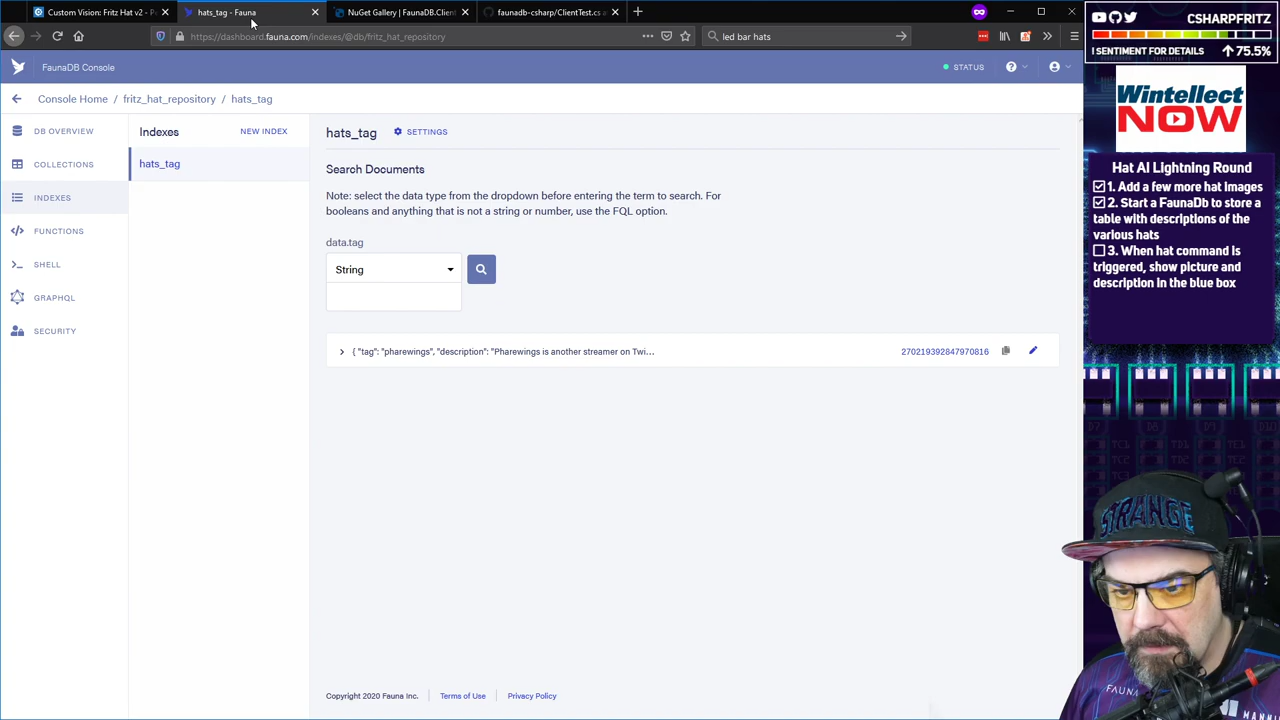 Custom Vision: Fritz Hat v2 - P
hats_tag - Fauna
NuGet Gallery | FaunaDB.Client
faunadb-csharp/ClientTest.cs a
https://dashboard.fauna.com/indexes/@db/fritz_hat_repository
led bar hats
FaunaDB Console
STATUS
Console Home / fritz_hat_repository / hats_tag
DB OVERVIEW
COLLECTIONS
INDEXES
FUNCTIONS
SHELL
GRAPHQL
SECURITY
Indexes
NEW INDEX
hats_tag
hats_tag
SETTINGS
Search Documents
Note: select the data type from the dropdown before entering the term to search. For
booleans and anything that is not a string or number, use the FQL option.
data.tag
String
{ "tag": "pharewings", "description": "Pharewings is another streamer on Twi...
270219392847970816
Copyright 2020 Fauna Inc.
Terms of Use
Privacy Policy
CSHARPFRITZ
! SENTIMENT FOR DETAILS
75.5%
Wintellect
NOW
Hat AI Lightning Round
1. Add a few more hat images
2. Start a FaunaDb to store a
table with descriptions of the
various hats
3. When hat command is
triggered, show picture and
description in the blue box
D7 D8 D9 D10
STRANGE
FAUNA